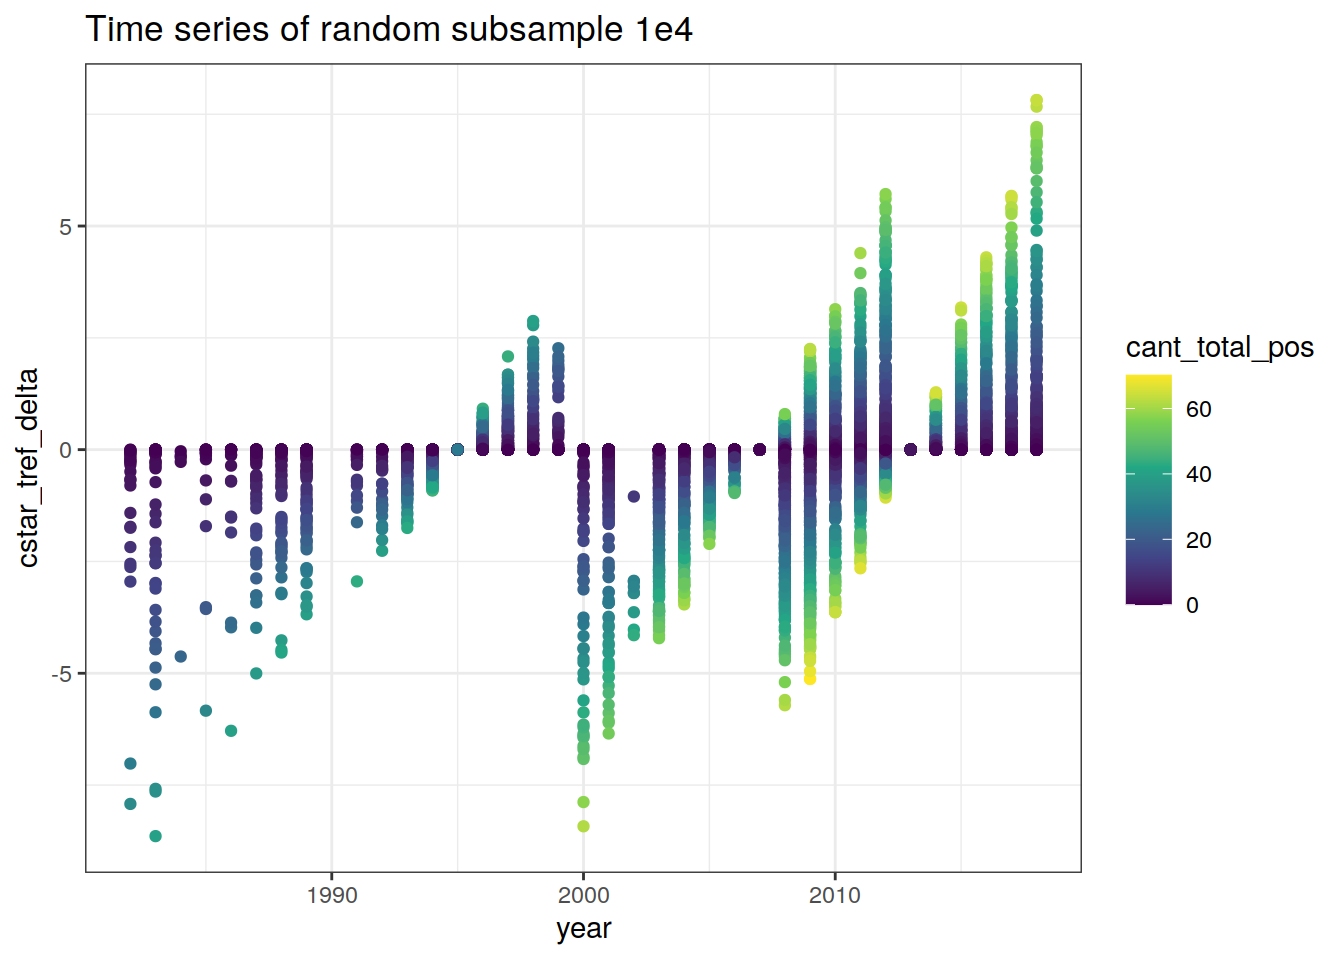 Time series of random subsample 1e4
cstar_tref_delta
5
0
-5
1990
2000
2010
year
cant_total_pos
60
40
20
0